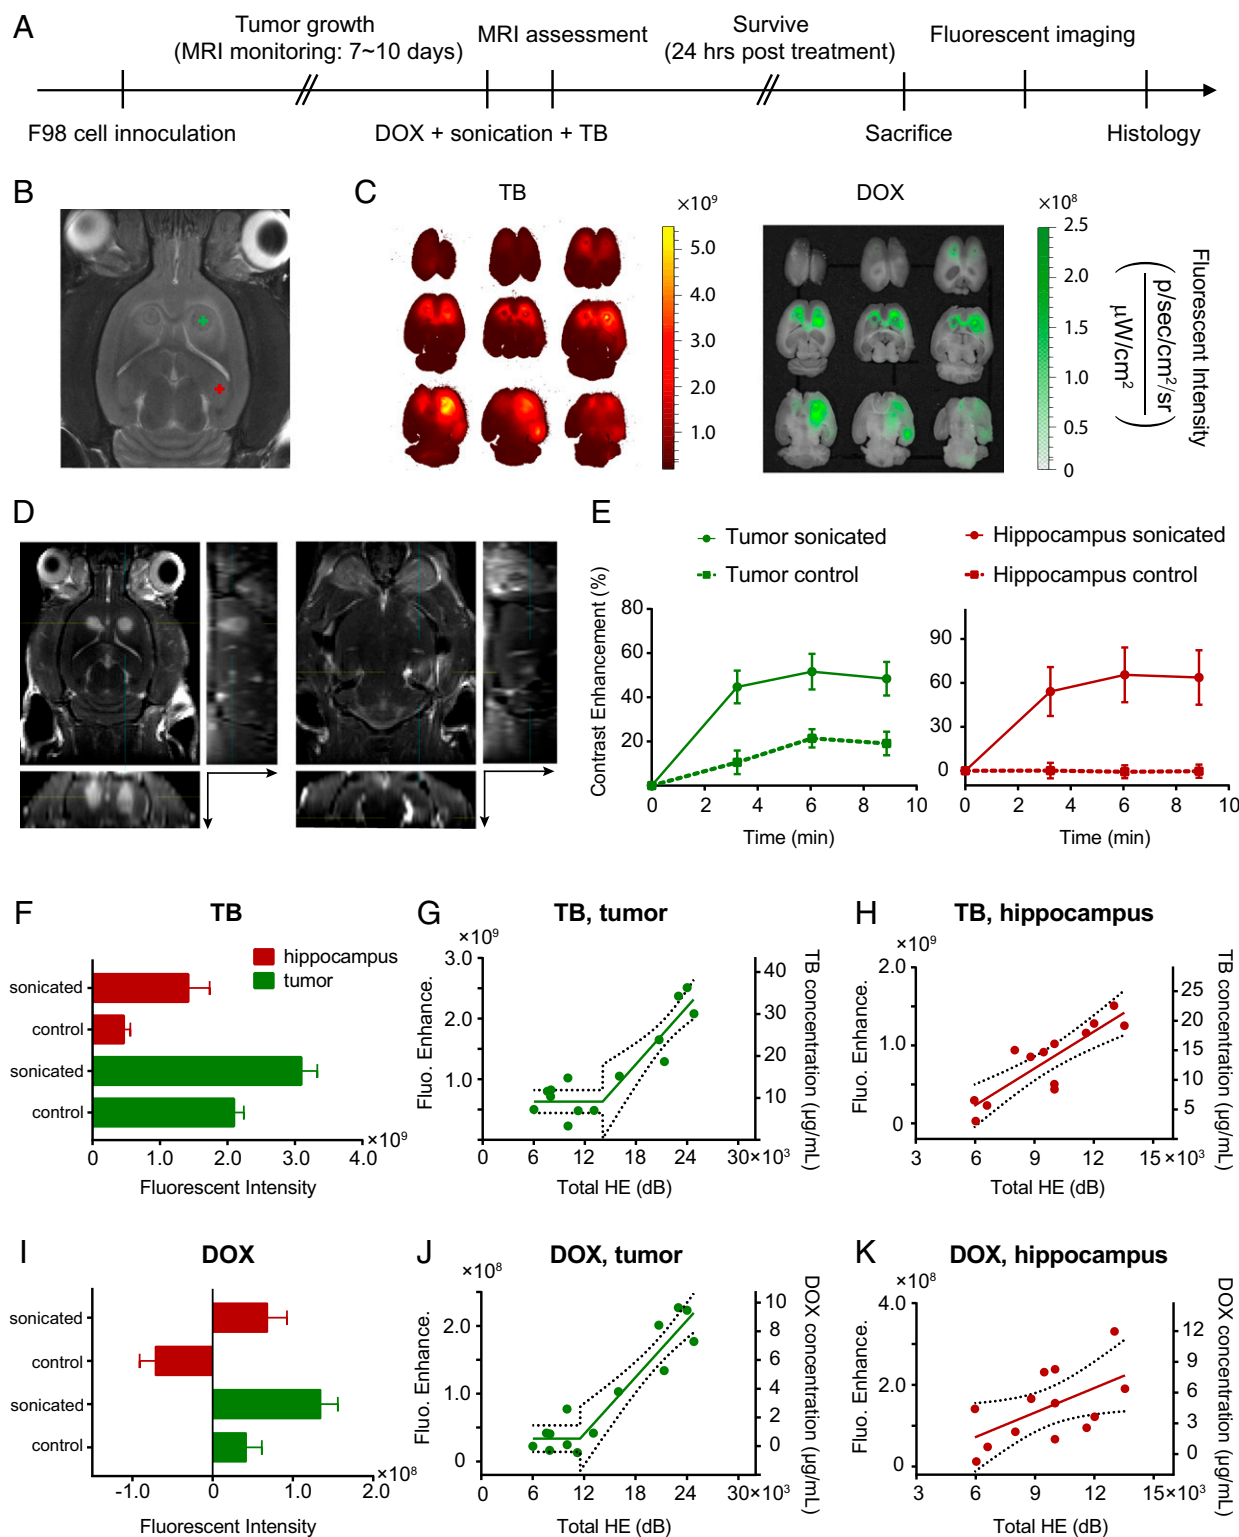 A
Tumor growth
(MRI monitoring: 7~10 days)
MRI assessment
Survive
(24 hrs post treatment)
Fluorescent imaging
F98 cell innoculation
DOX + sonication + TB
Sacrifice
Histology
B
C
TB
×10⁹
5.0
4.0
3.0
2.0
1.0
DOX
×10⁸
2.5
2.0
1.5
1.0
0.5
0
Fluorescent Intensity
(p/sec/cm²/sr
μW/cm²)
D
E
Tumor sonicated
Tumor control
Hippocampus sonicated
Hippocampus control
Contrast Enhancement (%)
80
60
40
20
0 2 4 6 8 10
Time (min)
90
60
30
0
0 2 4 6 8 10
Time (min)
F
TB
hippocampus
tumor
sonicated
control
sonicated
control
0 1.0 2.0 3.0 4.0 ×10⁹
Fluorescent Intensity
G
TB, tumor
×10⁹
Fluo. Enhance.
3.0
2.0
1.0
0 6 12 18 24 30×10³
Total HE (dB)
40
30
20
10
0
TB concentration (μg/mL)
H
TB, hippocampus
×10⁹
Fluo. Enhance.
2.0
1.0
0
3 6 9 12 15×10³
Total HE (dB)
25
20
15
10
5
TB concentration (μg/mL)
I
DOX
sonicated
control
sonicated
control
-1.0 0 1.0 2.0
×10⁸
Fluorescent Intensity
J
DOX, tumor
×10⁸
Fluo. Enhance.
2.0
1.0
0
0 6 12 18 24 30×10³
Total HE (dB)
10
8
6
4
2
0
DOX concentration (μg/mL)
K
DOX, hippocampus
×10⁸
Fluo. Enhance.
4.0
2.0
0
3 6 9 12 15×10³
Total HE (dB)
12
9
6
3
0
DOX concentration (μg/mL)